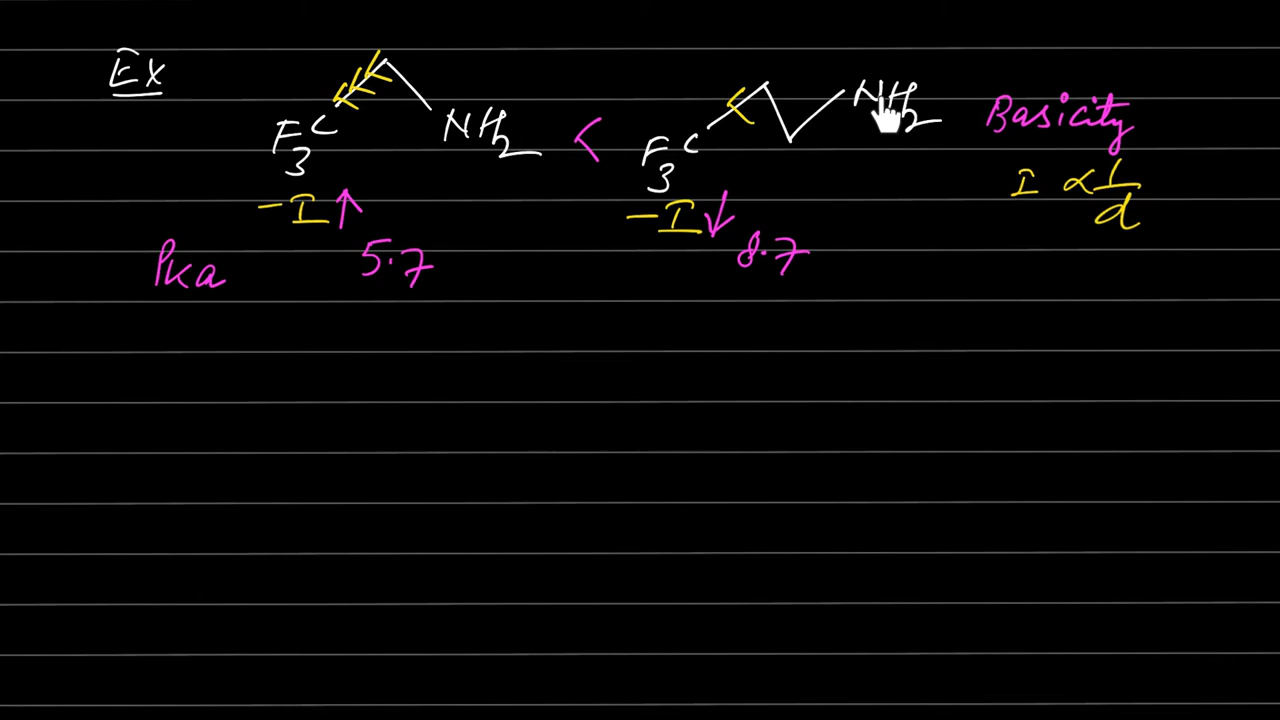 Ex
F3C NH2 < F3C NH2 Basicity
-I ↑ -I ↓ I ∝ 1/d
Pka 5.7 8.7